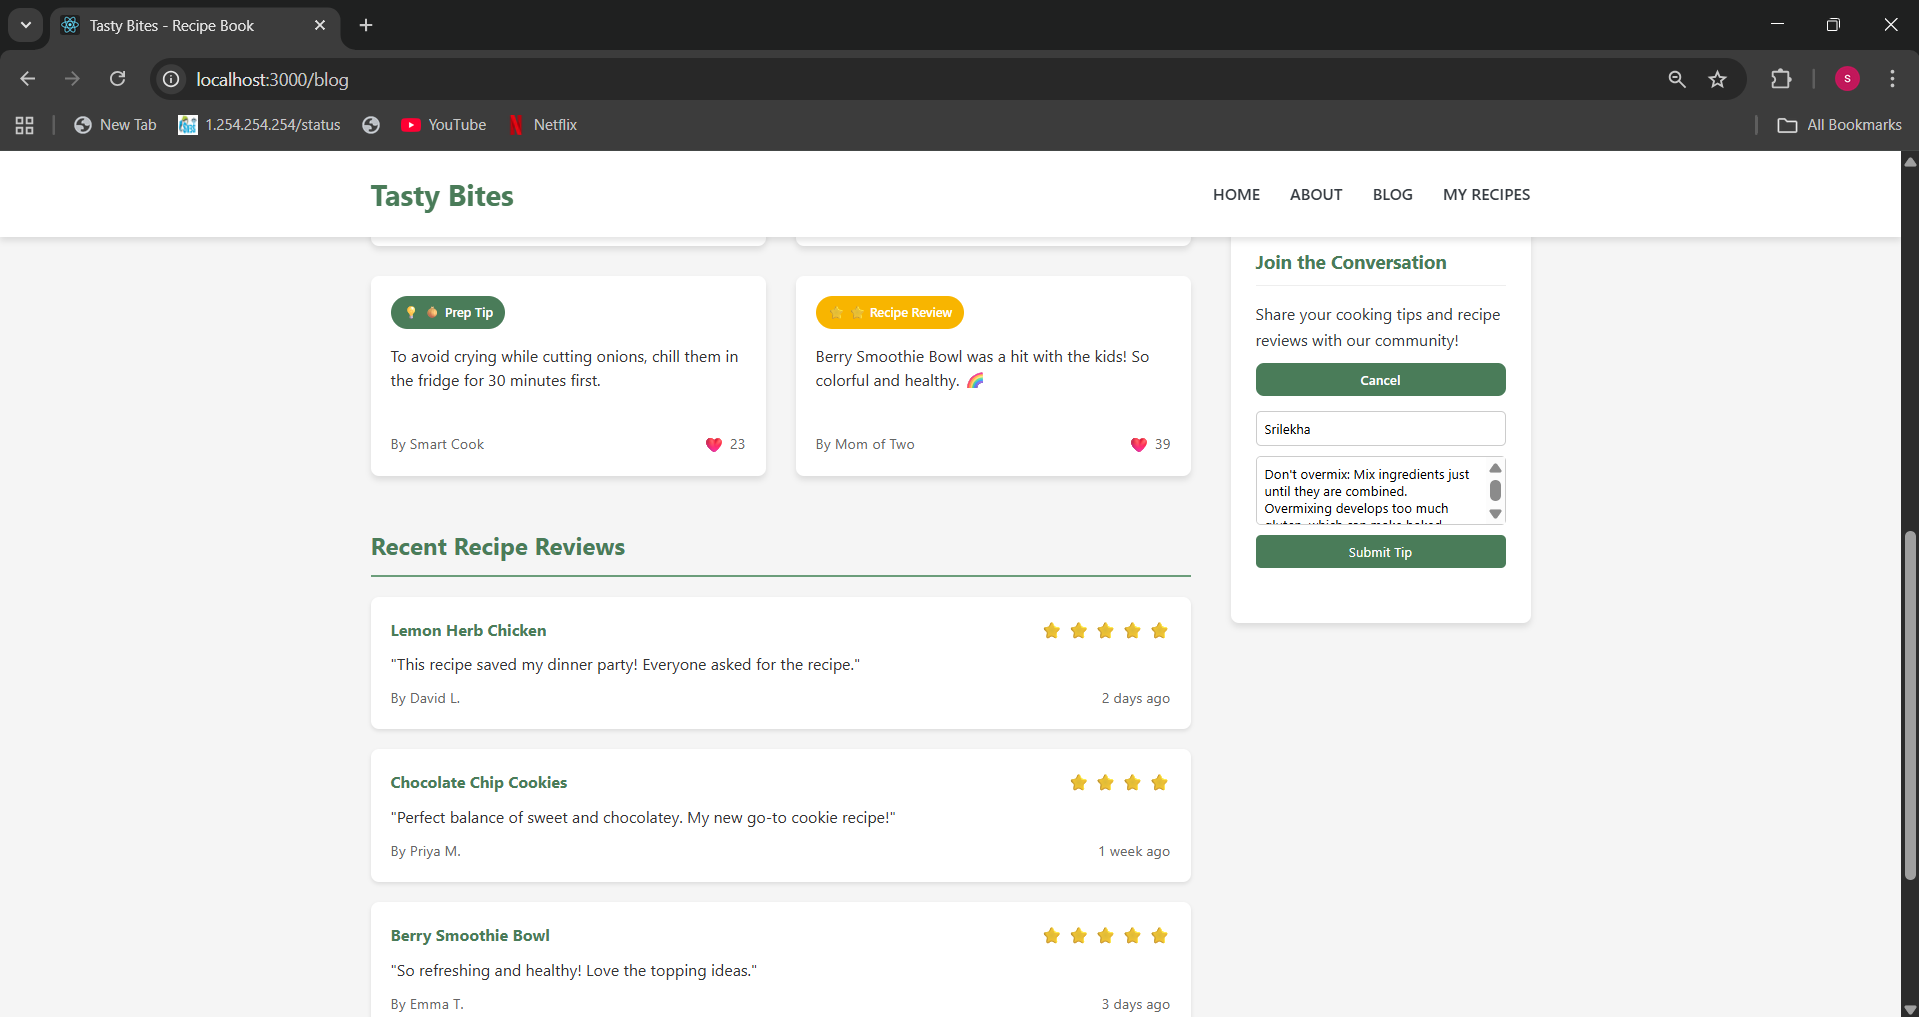 Tasty Bites - Recipe Book
localhost:3000/blog
S
New Tab
1.254.254.254/status
YouTube
Netflix
All Bookmarks
Tasty Bites
HOME
ABOUT
BLOG
MY RECIPES
Prep Tip
To avoid crying while cutting onions, chill them in
the fridge for 30 minutes first.
By Smart Cook
23
Recipe Review
Berry Smoothie Bowl was a hit with the kids! So
colorful and healthy.
By Mom of Two
39
Join the Conversation
Share your cooking tips and recipe
reviews with our community!
Cancel
Srilekha
Don't overmix: Mix ingredients just
until they are combined.
Overmixing develops too much
gluten, which can make baked
Submit Tip
Recent Recipe Reviews
Lemon Herb Chicken
"This recipe saved my dinner party! Everyone asked for the recipe."
By David L.
2 days ago
Chocolate Chip Cookies
"Perfect balance of sweet and chocolatey. My new go-to cookie recipe!"
By Priya M.
1 week ago
Berry Smoothie Bowl
"So refreshing and healthy! Love the topping ideas."
By Emma T.
3 days ago